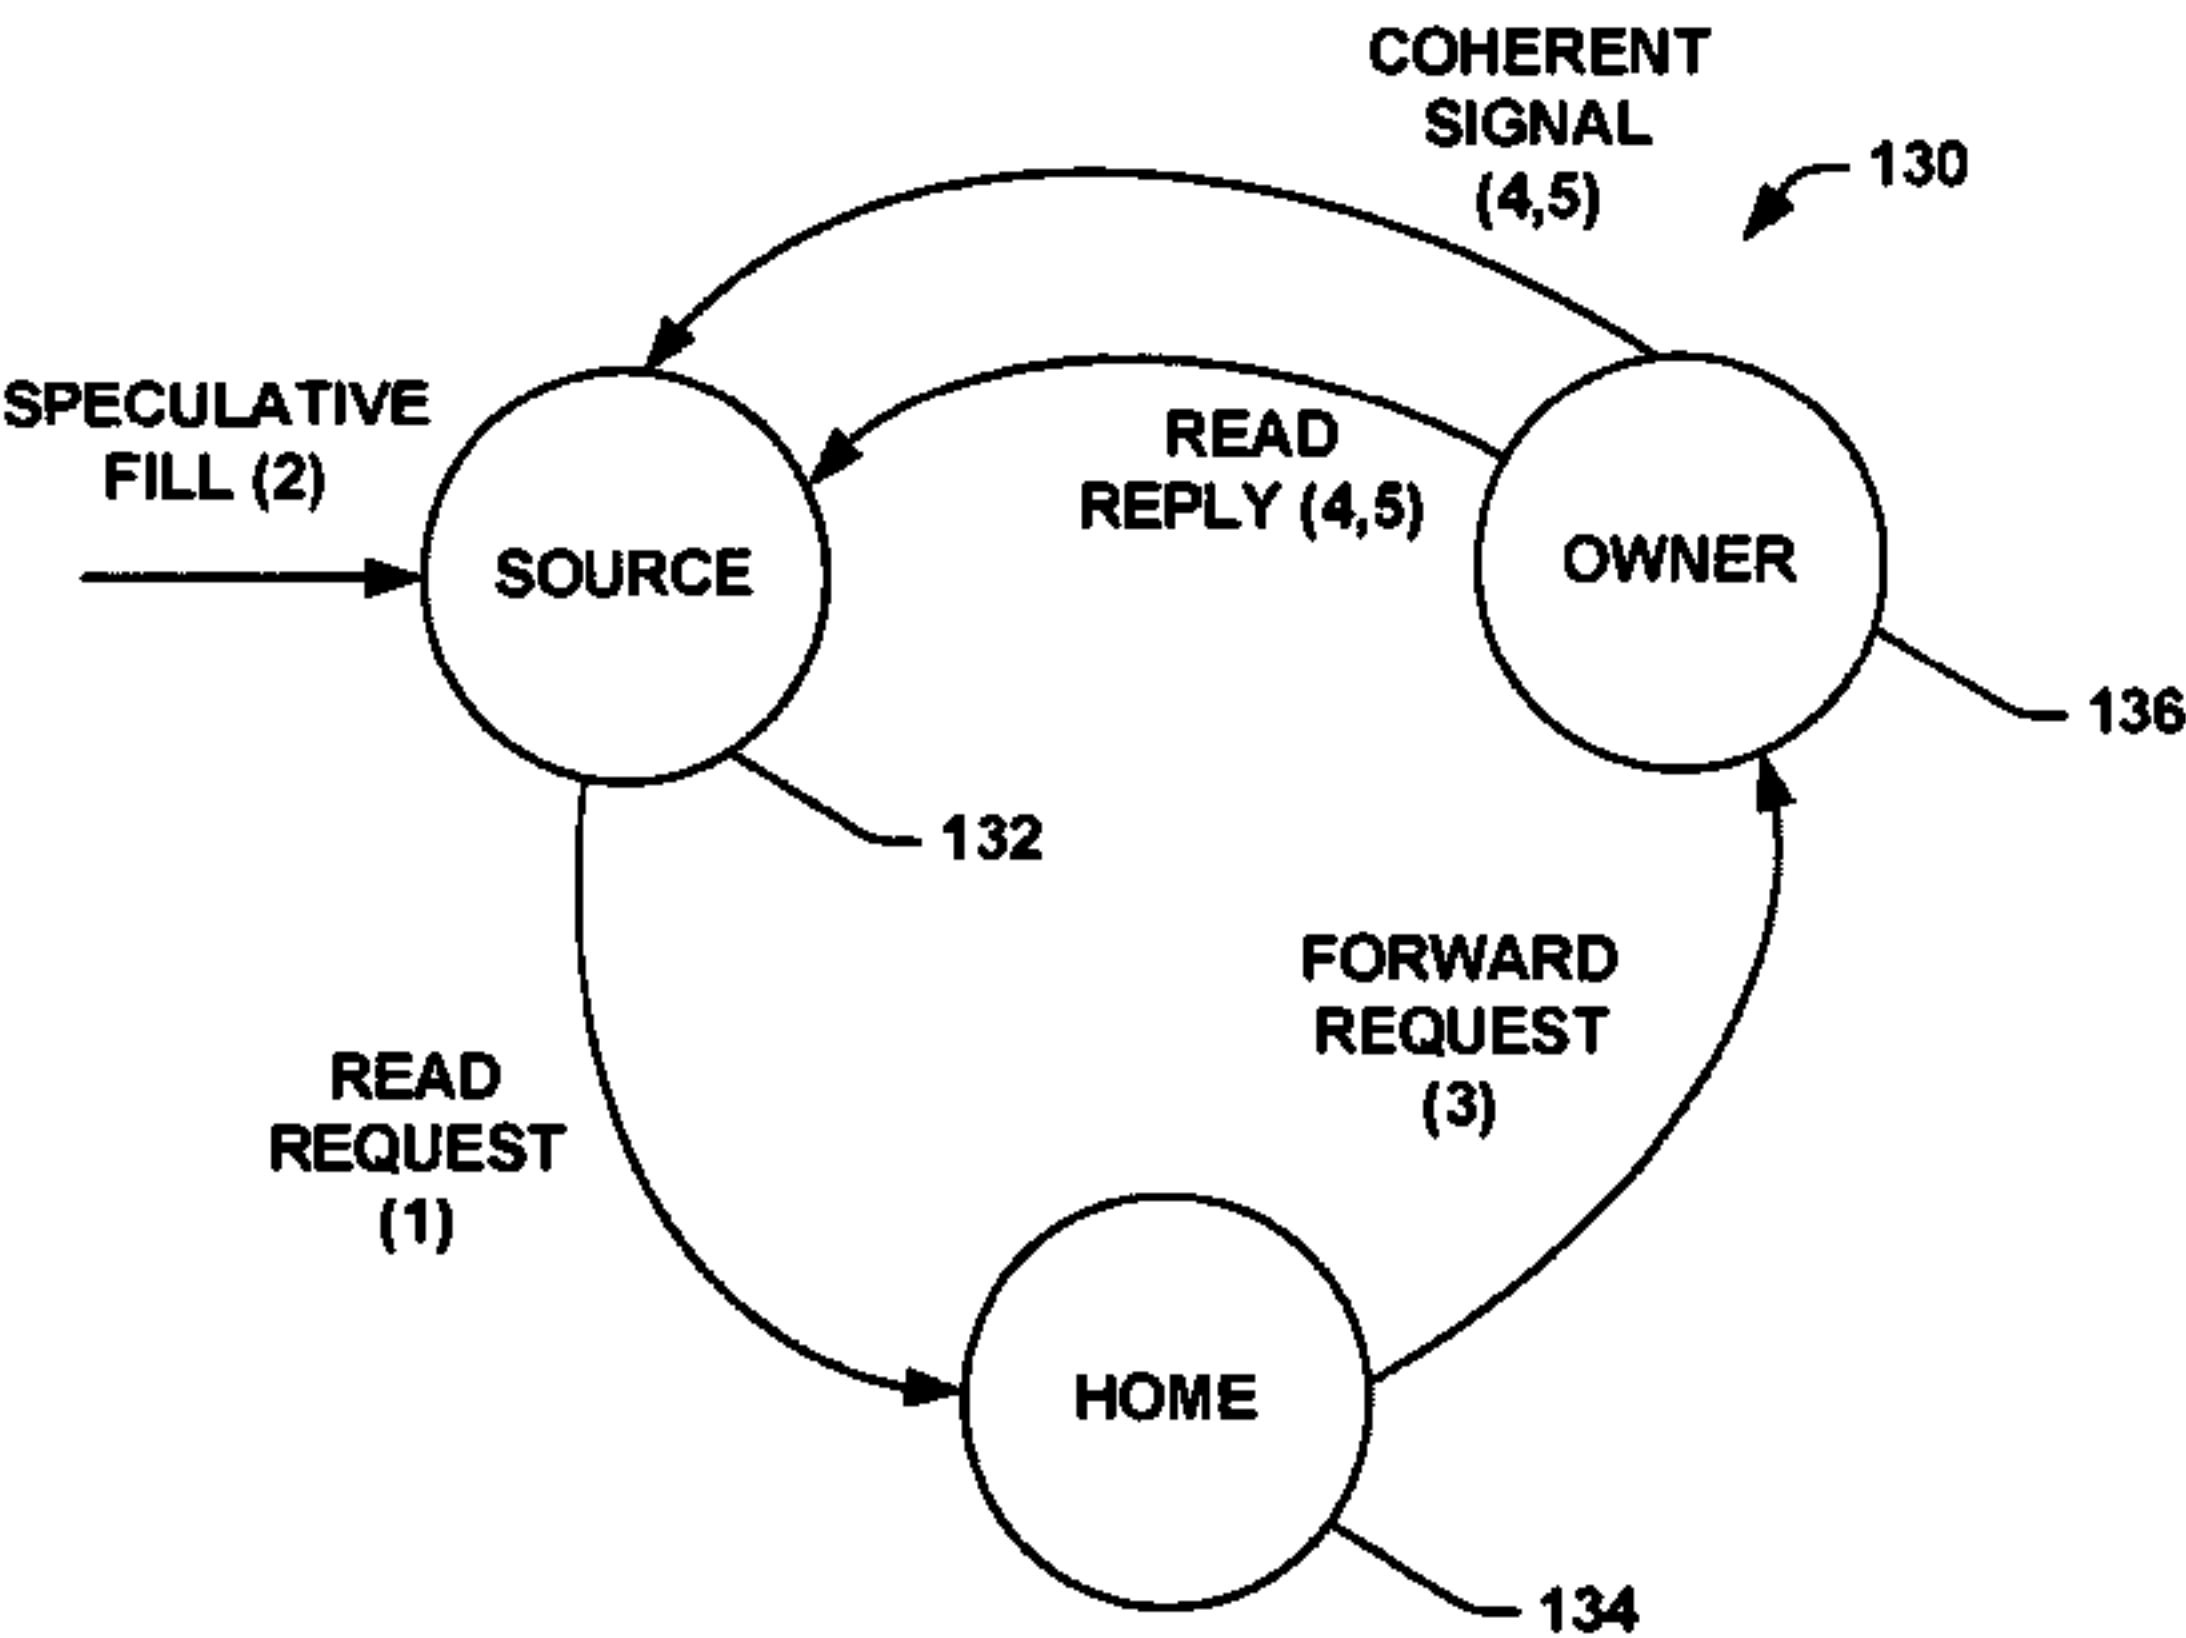 COHERENT
SIGNAL
(4,5)
130
SPECULATIVE
FILL (2)
READ
REPLY (4,5)
SOURCE
OWNER
136
132
FORWARD
REQUEST
(3)
READ
REQUEST
(1)
HOME
134